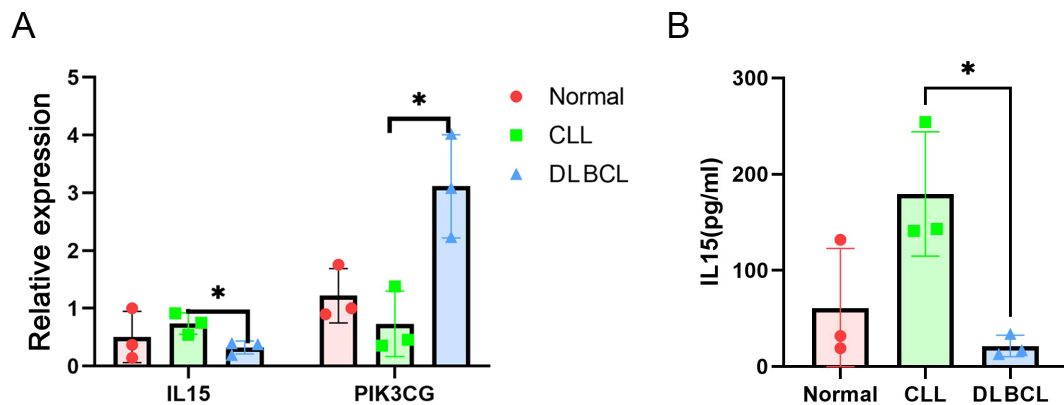 A
Relative expression
5
4
3
2
1
0
*
*
IL15
PIK3CG
Normal
CLL
DLBCL
B
IL15(pg/ml)
300
200
100
0
*
Normal
CLL
DLBCL